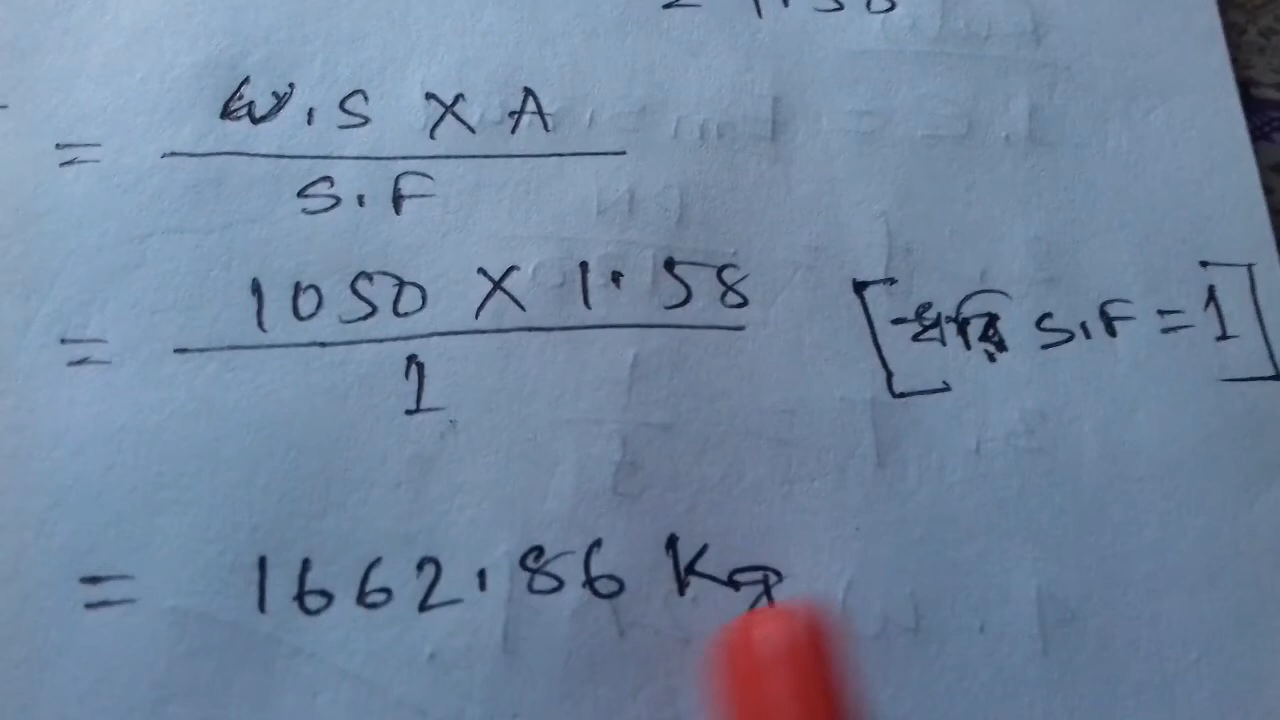 = W.S X A / S.F
= 1050 X 1.58 / 1 [ধরি S.F = 1]
= 1662.86 Kg